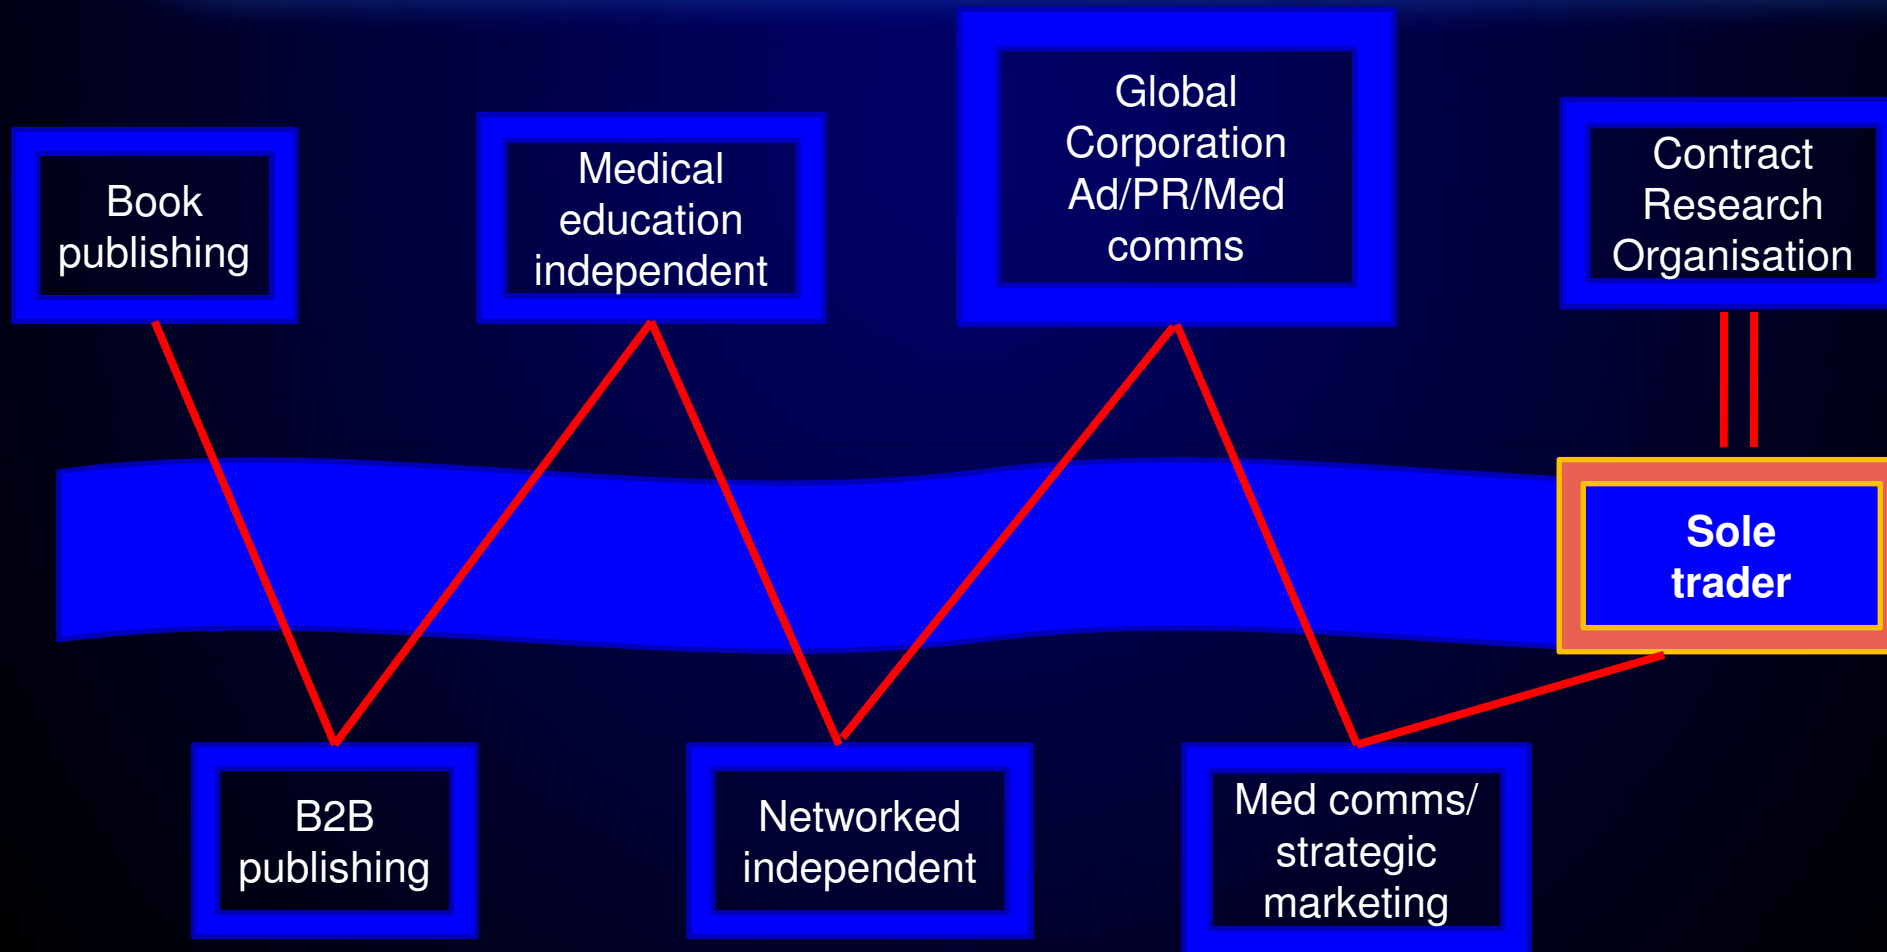 Book
publishing
Medical
education
independent
Global
Corporation
Ad/PR/Med
comms
Contract
Research
Organisation
Sole
trader
B2B
publishing
Networked
independent
Med comms/
strategic
marketing